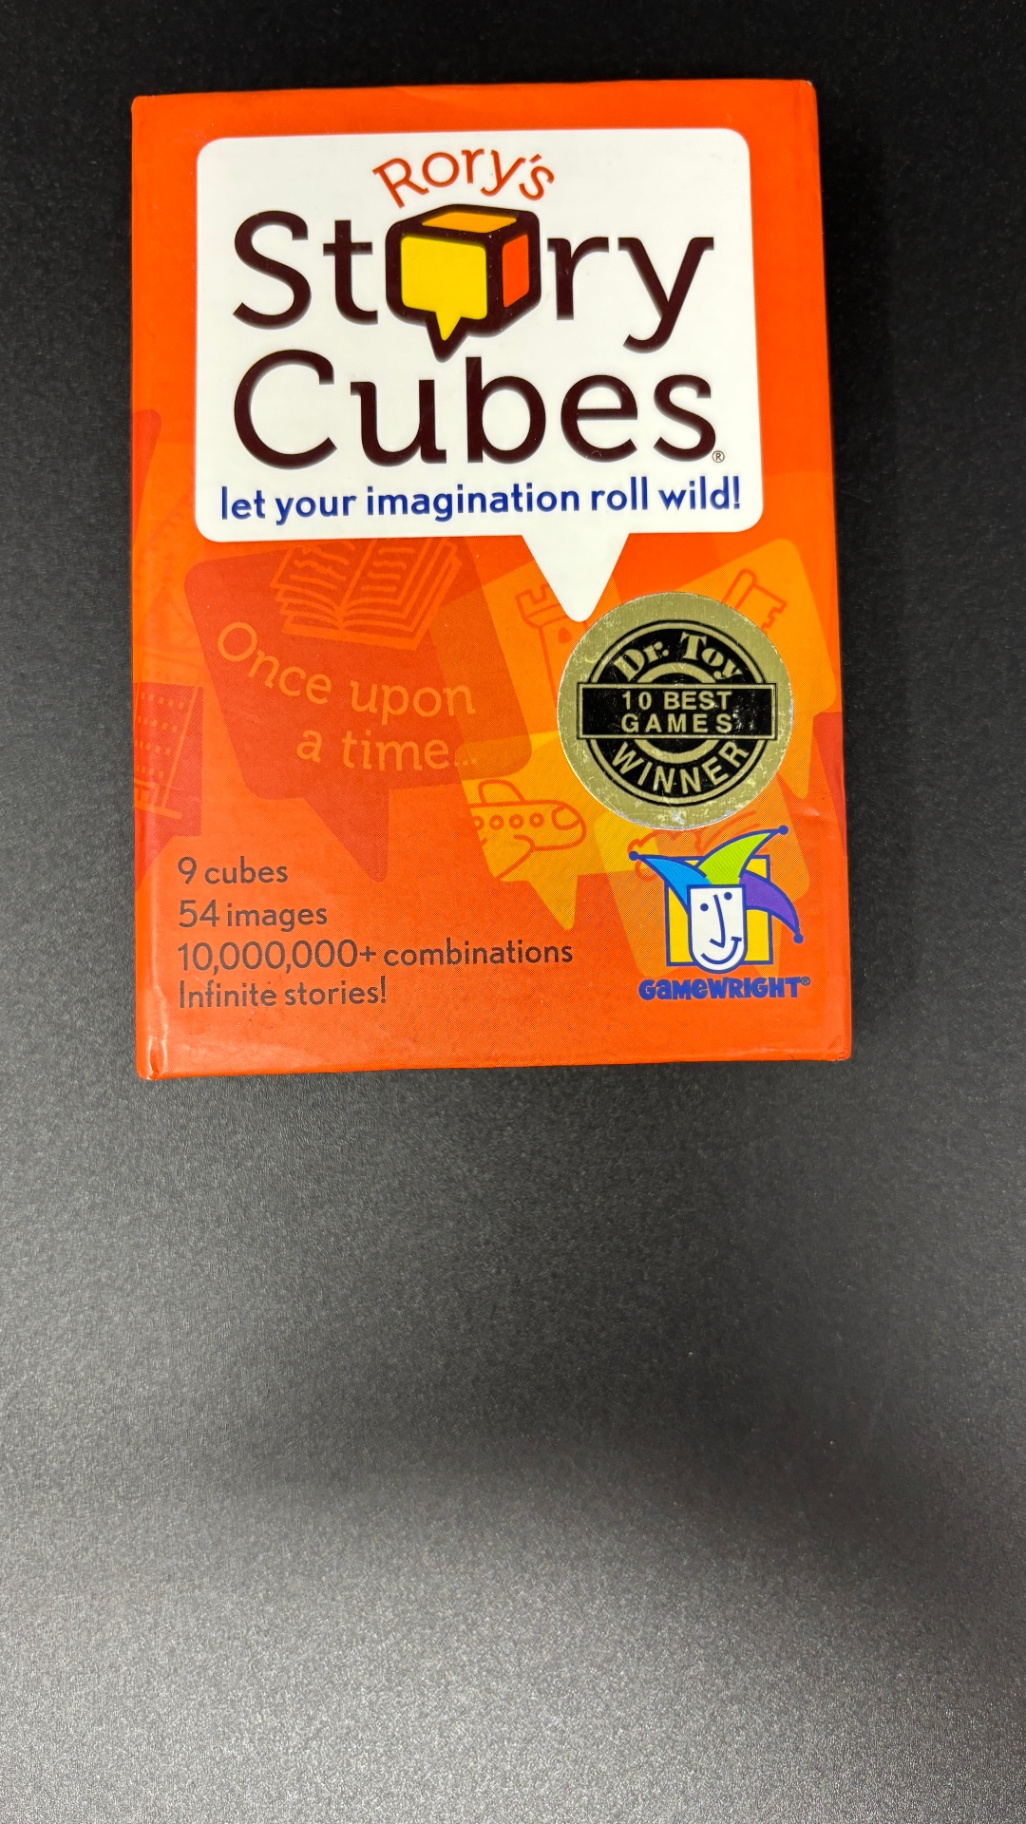 Rory's
Story
Cubes®
let your imagination roll wild!
Once upon
a time...
Dr. Toy
10 BEST
GAMES
WINNER
9 cubes
54 images
10,000,000+ combinations
Infinite stories!
GAMEWRIGHT®